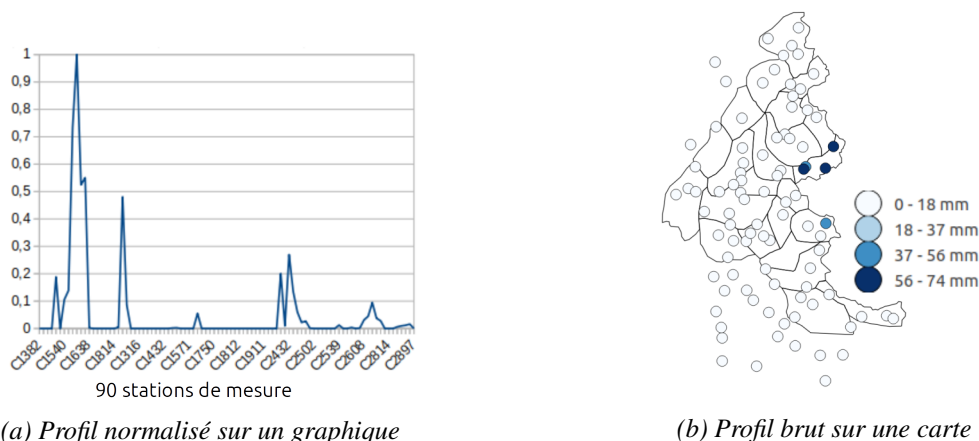 1
0,9
0,8
0,7
0,6
0,5
0,4
0,3
0,2
0,1
0
C1382
C1540
C1638
C1814
C1316
C1432
C1571
C1750
C1812
C1911
C2432
C2502
C2539
C2608
C2814
C2897
90 stations de mesure
(a) Profil normalisé sur un graphique
0 - 18 mm
18 - 37 mm
37 - 56 mm
56 - 74 mm
(b) Profil brut sur une carte